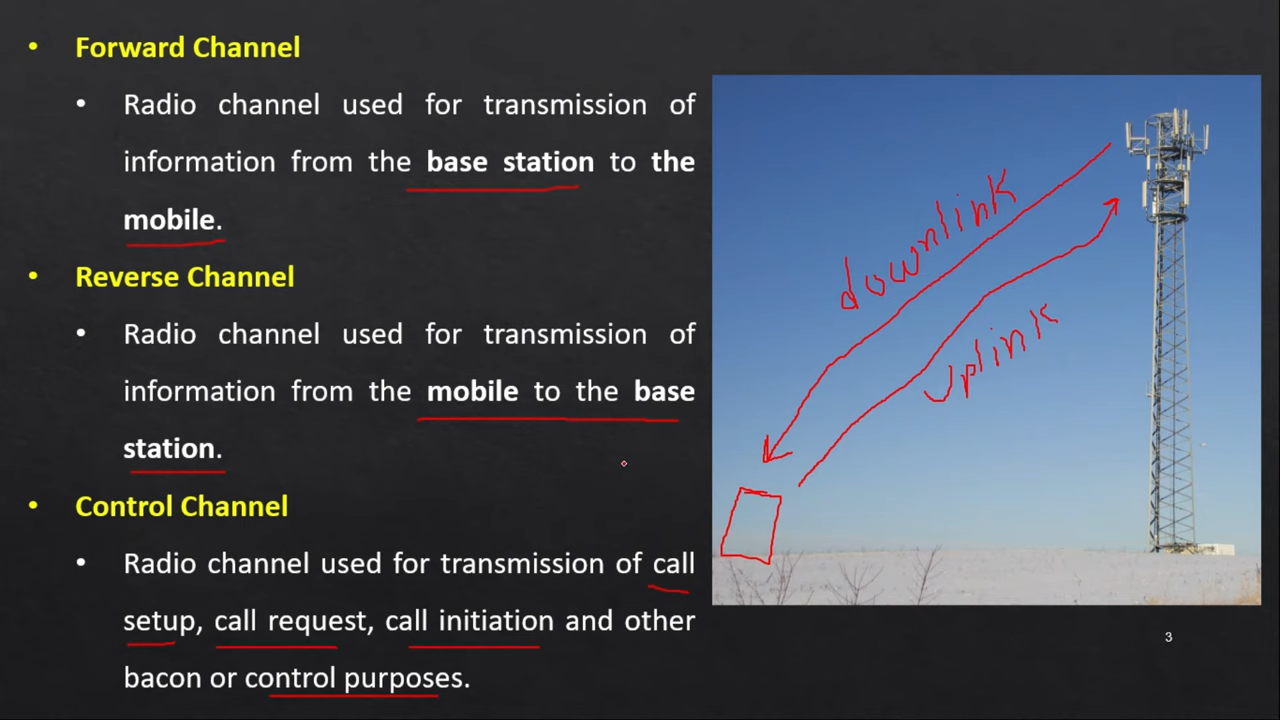 • Forward Channel
• Radio channel used for transmission of
information from the base station to the
mobile.
• Reverse Channel
• Radio channel used for transmission of
information from the mobile to the base
station.
• Control Channel
• Radio channel used for transmission of call
setup, call request, call initiation and other
bacon or control purposes.
downlink
Uplink
3